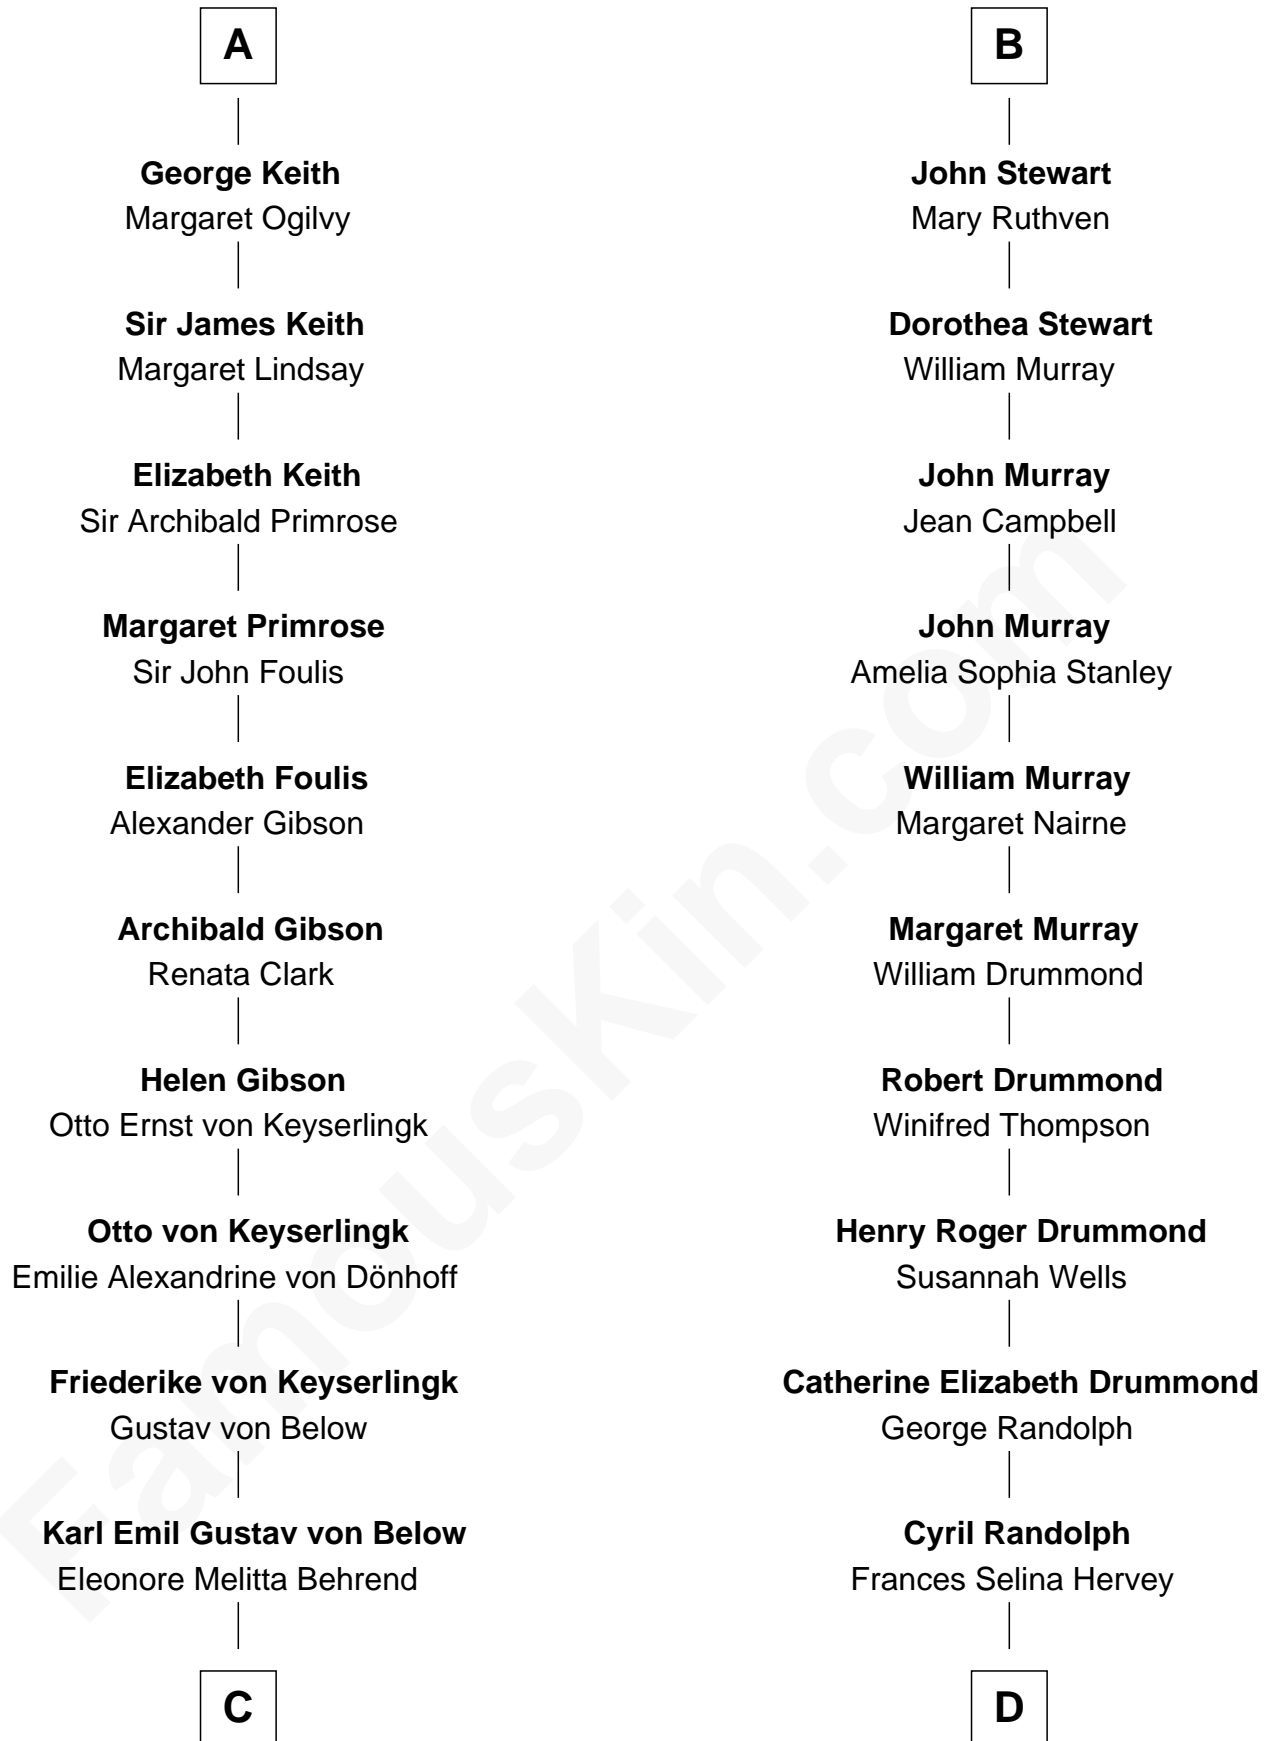 A
George Keith
Margaret Ogilvy
Sir James Keith
Margaret Lindsay
Elizabeth Keith
Sir Archibald Primrose
Margaret Primrose
Sir John Foulis
Elizabeth Foulis
Alexander Gibson
Archibald Gibson
Renata Clark
Helen Gibson
Otto Ernst von Keyserlingk
Otto von Keyserlingk
Emilie Alexandrine von Dönhoff
Friederike von Keyserlingk
Gustav von Below
Karl Emil Gustav von Below
Eleonore Melitta Behrend
C
B
John Stewart
Mary Ruthven
Dorothea Stewart
William Murray
John Murray
Jean Campbell
John Murray
Amelia Sophia Stanley
William Murray
Margaret Nairne
Margaret Murray
William Drummond
Robert Drummond
Winifred Thompson
Henry Roger Drummond
Susannah Wells
Catherine Elizabeth Drummond
George Randolph
Cyril Randolph
Frances Selina Hervey
D
FamousKin.com